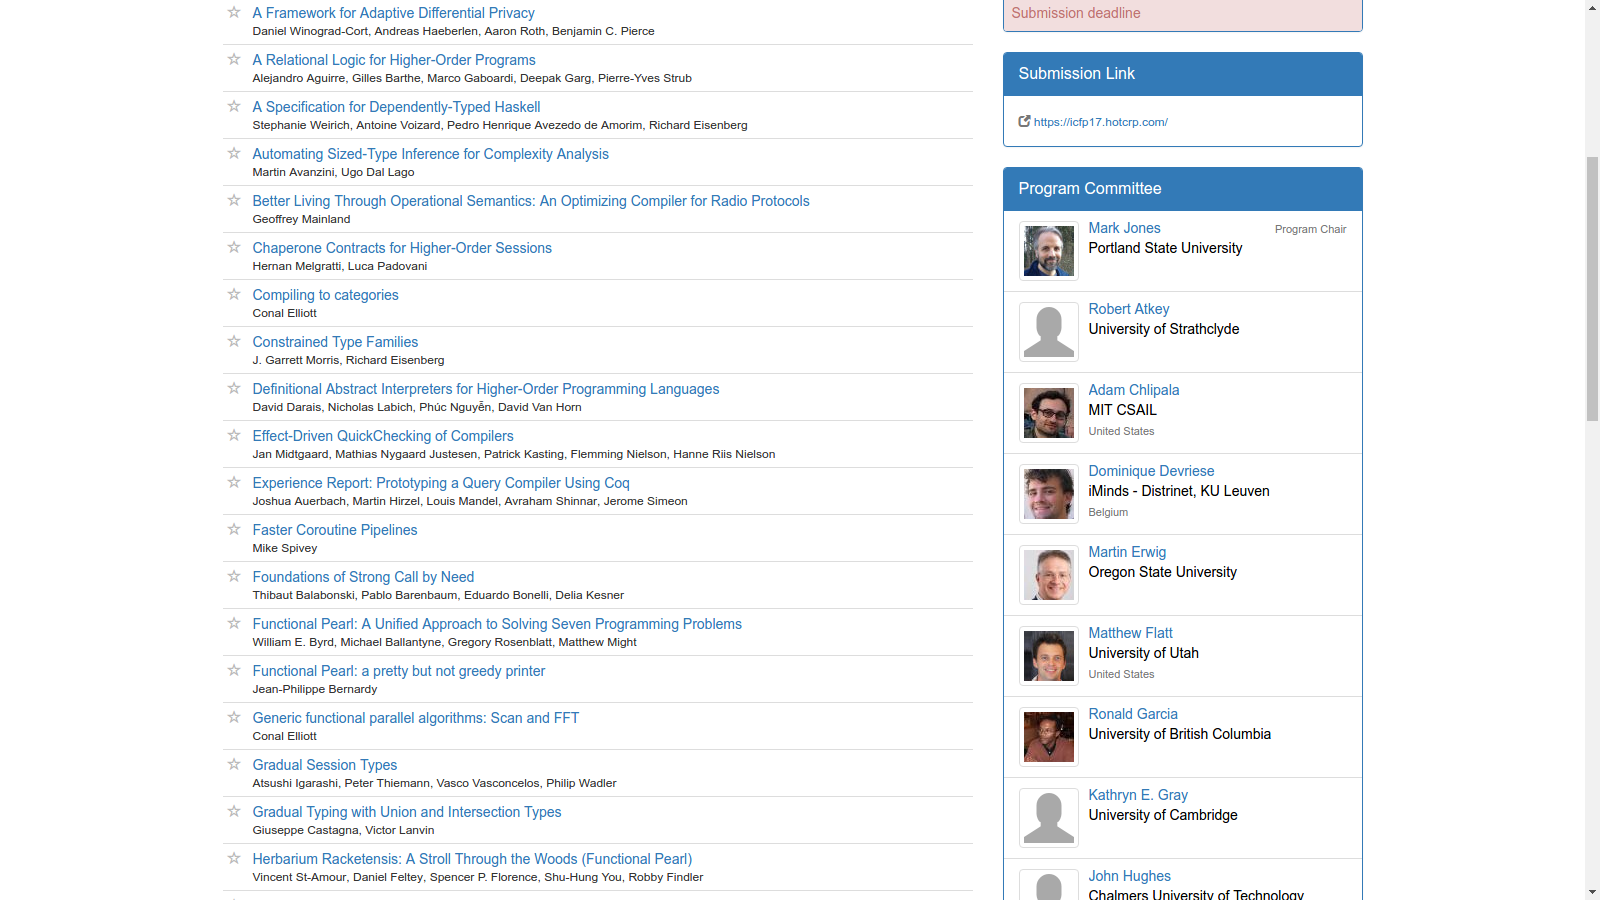 A Framework for Adaptive Differential Privacy
Daniel Winograd-Cort, Andreas Haeberlen, Aaron Roth, Benjamin C. Pierce
A Relational Logic for Higher-Order Programs
Alejandro Aguirre, Gilles Barthe, Marco Gaboardi, Deepak Garg, Pierre-Yves Strub
A Specification for Dependently-Typed Haskell
Stephanie Weirich, Antoine Voizard, Pedro Henrique Avezedo de Amorim, Richard Eisenberg
Automating Sized-Type Inference for Complexity Analysis
Martin Avanzini, Ugo Dal Lago
Better Living Through Operational Semantics: An Optimizing Compiler for Radio Protocols
Geoffrey Mainland
Chaperone Contracts for Higher-Order Sessions
Hernan Melgratti, Luca Padovani
Compiling to categories
Conal Elliott
Constrained Type Families
J. Garrett Morris, Richard Eisenberg
Definitional Abstract Interpreters for Higher-Order Programming Languages
David Darais, Nicholas Labich, Phúc Nguyễn, David Van Horn
Effect-Driven QuickChecking of Compilers
Jan Midtgaard, Mathias Nygaard Justesen, Patrick Kasting, Flemming Nielson, Hanne Riis Nielson
Experience Report: Prototyping a Query Compiler Using Coq
Joshua Auerbach, Martin Hirzel, Louis Mandel, Avraham Shinnar, Jerome Simeon
Faster Coroutine Pipelines
Mike Spivey
Foundations of Strong Call by Need
Thibaut Balabonski, Pablo Barenbaum, Eduardo Bonelli, Delia Kesner
Functional Pearl: A Unified Approach to Solving Seven Programming Problems
William E. Byrd, Michael Ballantyne, Gregory Rosenblatt, Matthew Might
Functional Pearl: a pretty but not greedy printer
Jean-Philippe Bernardy
Generic functional parallel algorithms: Scan and FFT
Conal Elliott
Gradual Session Types
Atsushi Igarashi, Peter Thiemann, Vasco Vasconcelos, Philip Wadler
Gradual Typing with Union and Intersection Types
Giuseppe Castagna, Victor Lanvin
Herbarium Racketensis: A Stroll Through the Woods (Functional Pearl)
Vincent St-Amour, Daniel Feltey, Spencer P. Florence, Shu-Hung You, Robby Findler
Submission deadline
Submission Link
https://icfp17.hotcrp.com/
Program Committee
Mark Jones
Program Chair
Portland State University
Robert Atkey
University of Strathclyde
Adam Chlipala
MIT CSAIL
United States
Dominique Devriese
iMinds - Distrinet, KU Leuven
Belgium
Martin Erwig
Oregon State University
Matthew Flatt
University of Utah
United States
Ronald Garcia
University of British Columbia
Kathryn E. Gray
University of Cambridge
John Hughes
Chalmers University of Technology